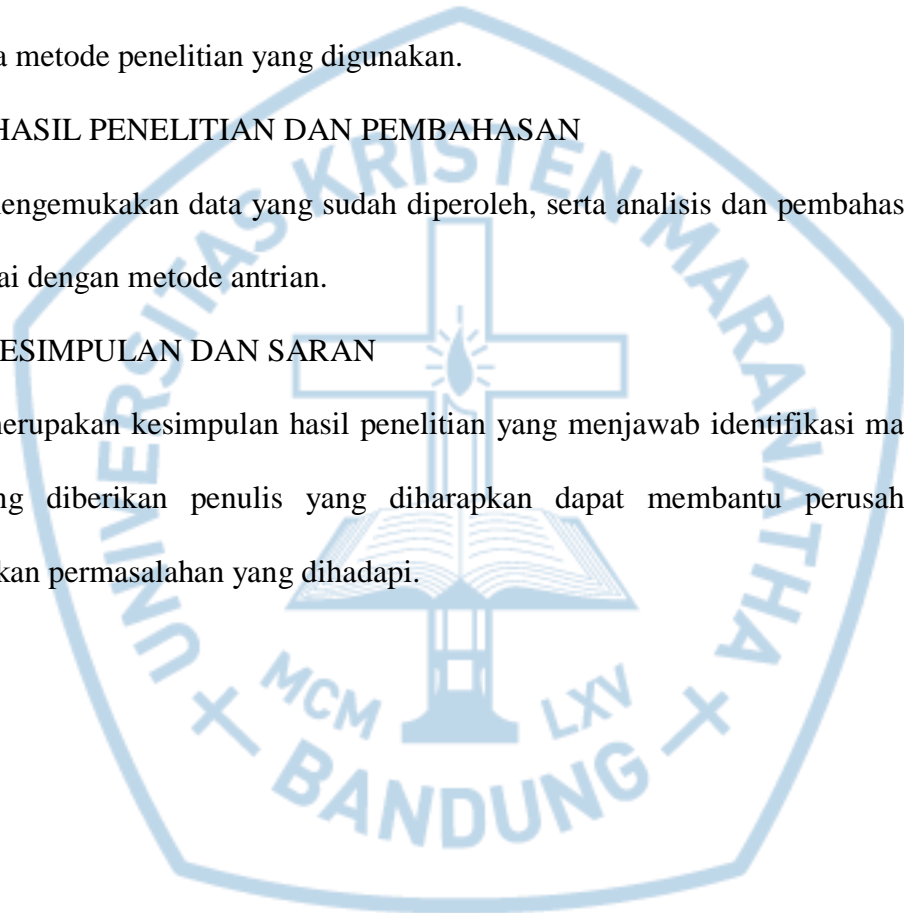 a metode penelitian yang digunakan.
HASIL PENELITIAN DAN PEMBAHASAN
engemukakan data yang sudah diperoleh, serta analisis dan pembahas
ai dengan metode antrian.
ESIMPULAN DAN SARAN
erupakan kesimpulan hasil penelitian yang menjawab identifikasi ma
ng diberikan penulis yang diharapkan dapat membantu perusah
kan permasalahan yang dihadapi.
UNIVERSITAS KRISTEN MARANATHA
MCM LXV
BANDUNG